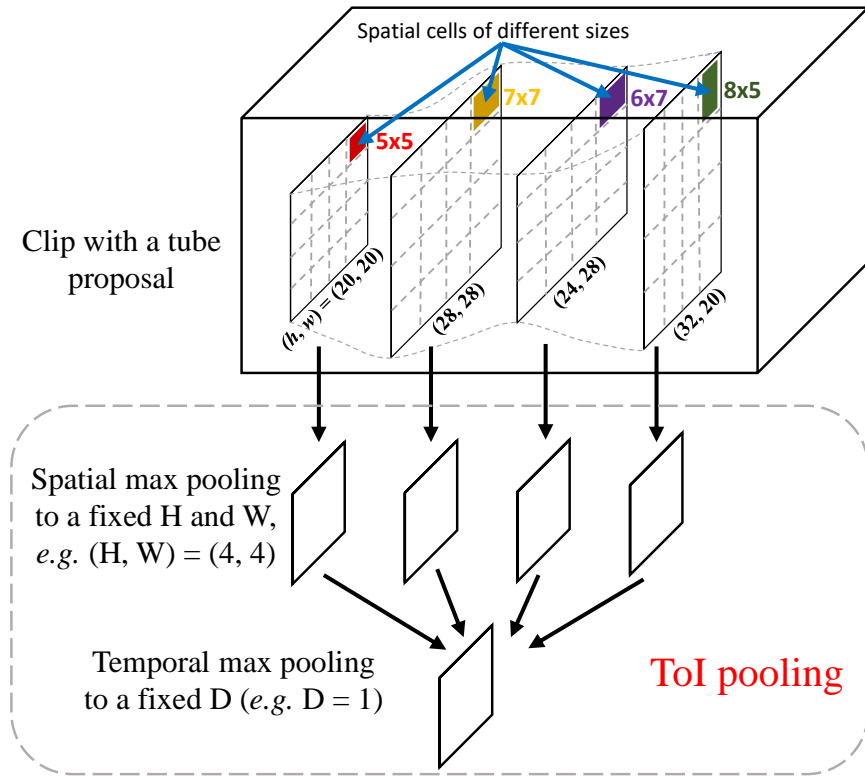 Spatial cells of different sizes
5x5
7x7
6x7
8x5
Clip with a tube
proposal
(h, w) = (20, 20)
(28, 28)
(24, 28)
(32, 20)
Spatial max pooling
to a fixed H and W,
e.g. (H, W) = (4, 4)
Temporal max pooling
to a fixed D (e.g. D = 1)
ToI pooling